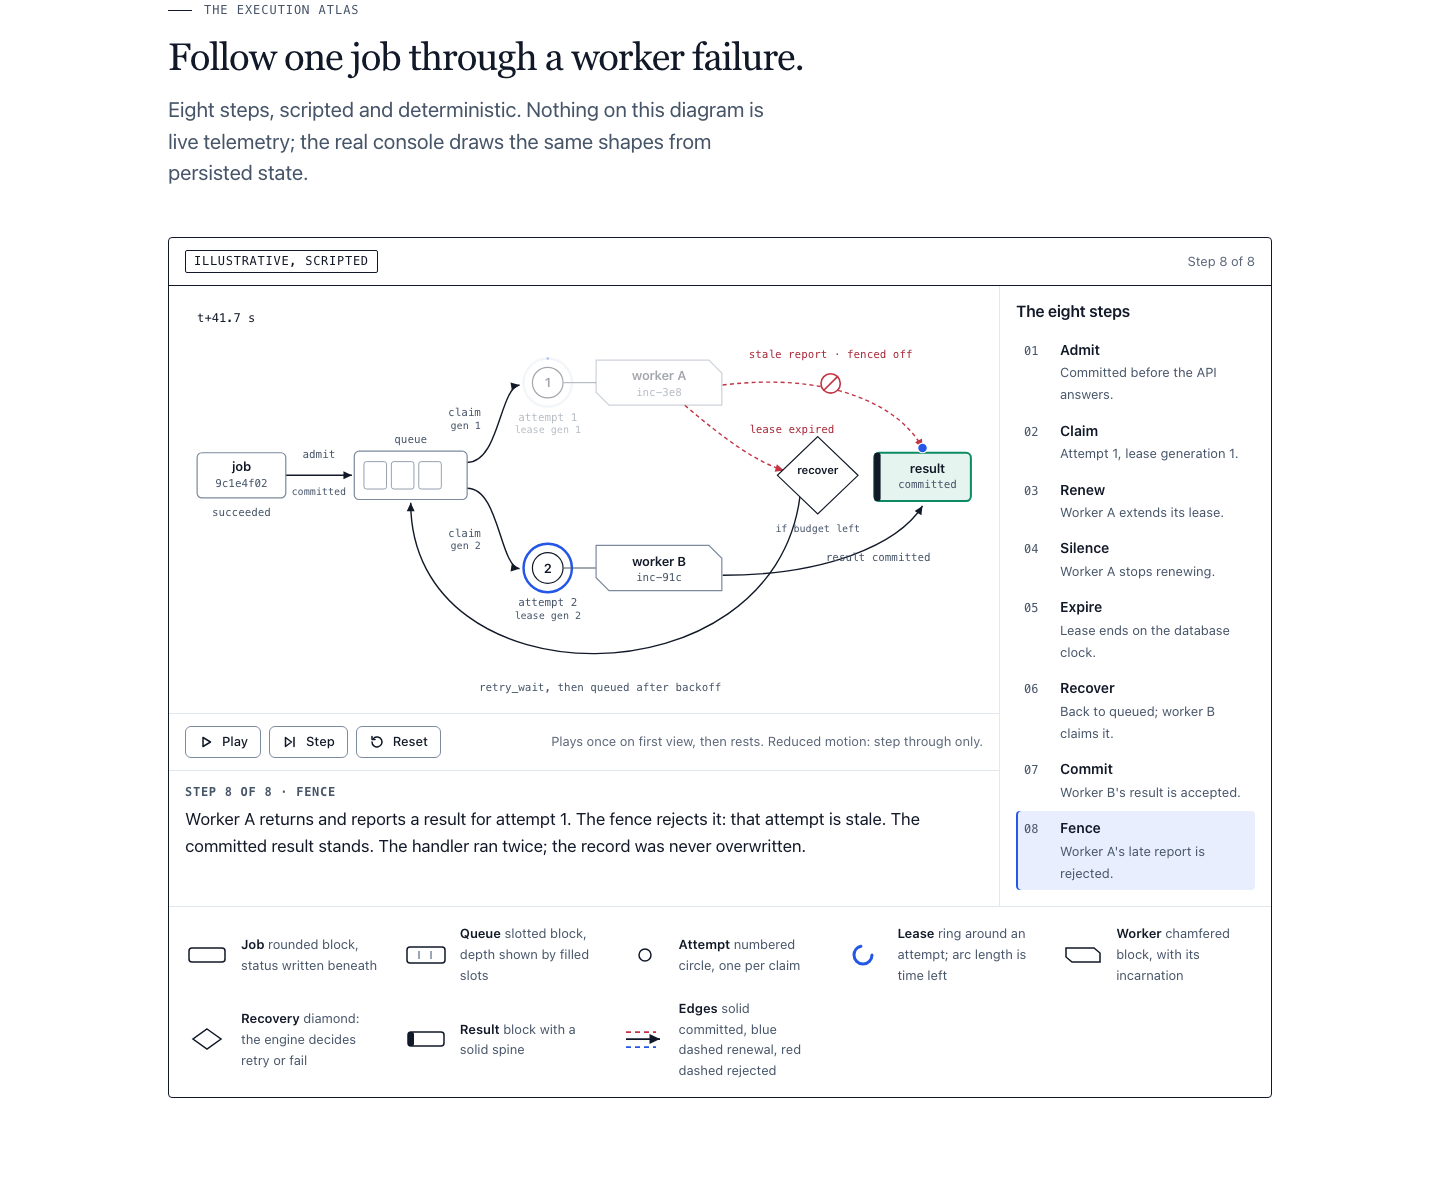 THE EXECUTION ATLAS
Follow one job through a worker failure.
Eight steps, scripted and deterministic. Nothing on this diagram is
live telemetry; the real console draws the same shapes from
persisted state.
ILLUSTRATIVE, SCRIPTED
Step 8 of 8
t+41.7 s
stale report · fenced off
1
worker A
inc−3e8
attempt 1
lease gen 1
claim
gen 1
lease expired
queue
admit
job
9c1e4f02
committed
succeeded
recover
result
committed
if budget left
claim
gen 2
2
worker B
inc−91c
result committed
attempt 2
lease gen 2
retry_wait, then queued after backoff
Play
Step
Reset
Plays once on first view, then rests. Reduced motion: step through only.
STEP 8 OF 8 · FENCE
Worker A returns and reports a result for attempt 1. The fence rejects it: that attempt is stale. The
committed result stands. The handler ran twice; the record was never overwritten.
The eight steps
01 Admit
Committed before the API
answers.
02 Claim
Attempt 1, lease generation 1.
03 Renew
Worker A extends its lease.
04 Silence
Worker A stops renewing.
05 Expire
Lease ends on the database
clock.
06 Recover
Back to queued; worker B
claims it.
07 Commit
Worker B's result is accepted.
08 Fence
Worker A's late report is
rejected.
Job rounded block,
status written beneath
Queue slotted block,
depth shown by filled
slots
Attempt numbered
circle, one per claim
Lease ring around an
attempt; arc length is
time left
Worker chamfered
block, with its
incarnation
Recovery diamond:
the engine decides
retry or fail
Result block with a
solid spine
Edges solid
committed, blue
dashed renewal, red
dashed rejected